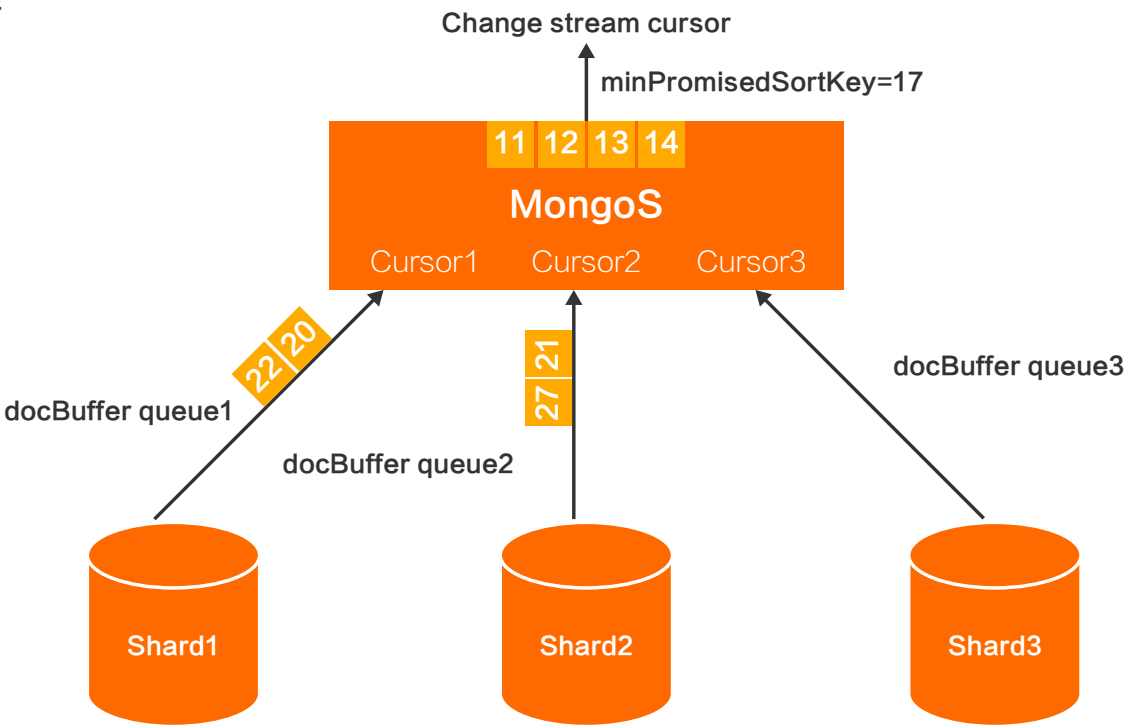 Change stream cursor
minPromisedSortKey=17
11 12 13 14
MongoS
Cursor1 Cursor2 Cursor3
22 20
27 21
docBuffer queue3
docBuffer queue1
docBuffer queue2
Shard1 Shard2 Shard3